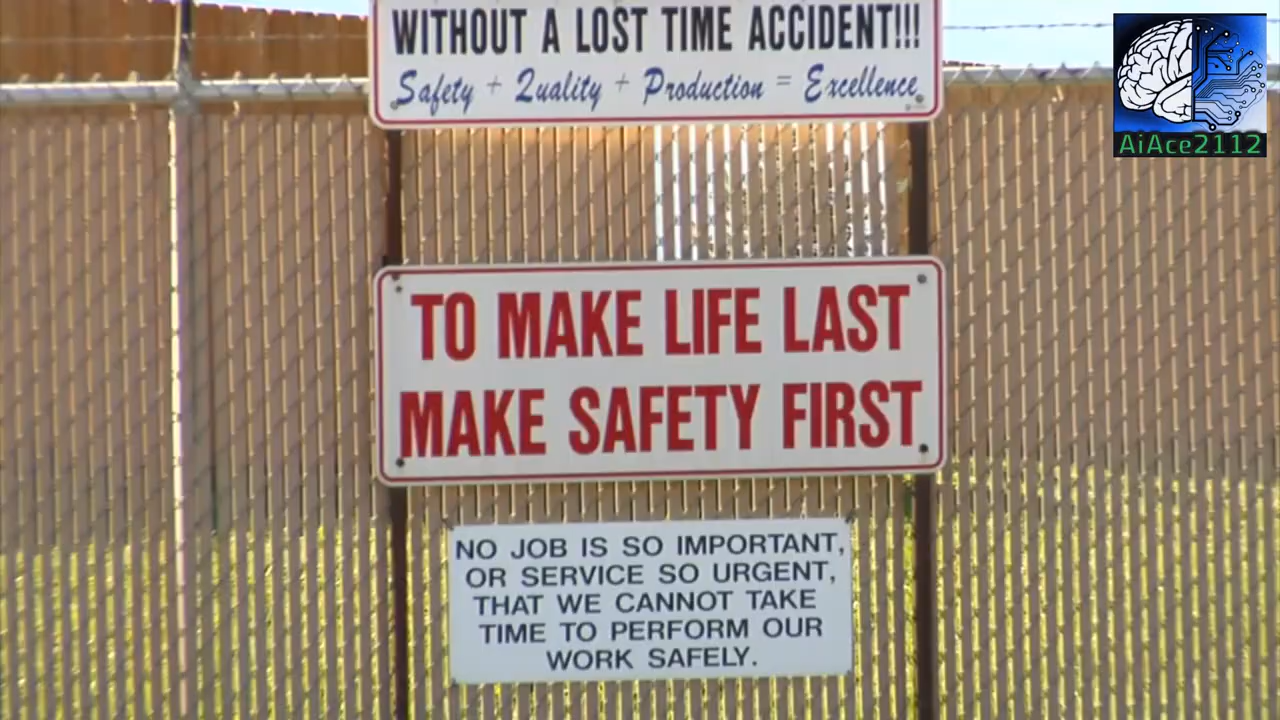 WITHOUT A LOST TIME ACCIDENT!!!
Safety + Quality + Production = Excellence
AiAce2112
TO MAKE LIFE LAST
MAKE SAFETY FIRST
NO JOB IS SO IMPORTANT,
OR SERVICE SO URGENT,
THAT WE CANNOT TAKE
TIME TO PERFORM OUR
WORK SAFELY.